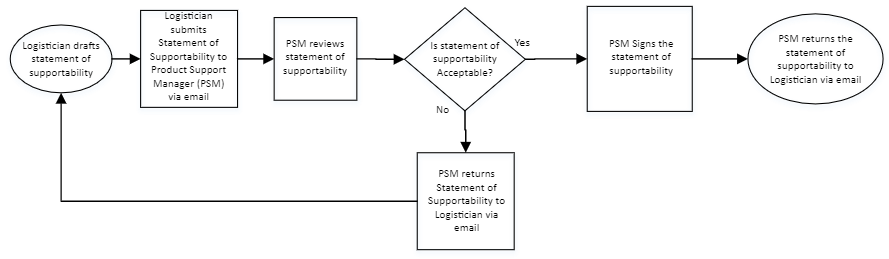 Logistician drafts
statement of
supportability
Logistician
submits
Statement of
Supportability to
Product Support
Manager (PSM)
via email
PSM reviews
statement of
supportability
Is statement of
supportability
Acceptable?
Yes
No
PSM Signs the
statement of
supportability
PSM returns the
statement of
supportability to
Logistician via email
PSM returns
Statement of
Supportability to
Logistician via
email